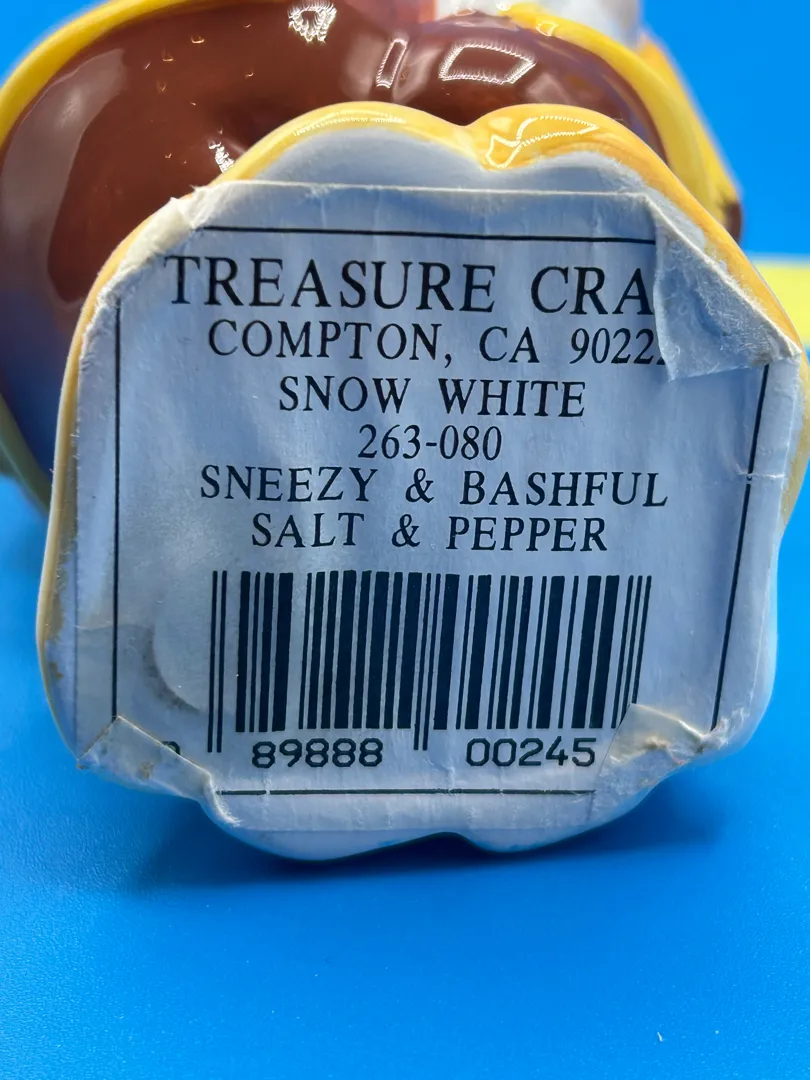 TREASURE CRA
COMPTON, CA 9022
SNOW WHITE
263-080
SNEEZY & BASHFUL
SALT & PEPPER
89888 00245